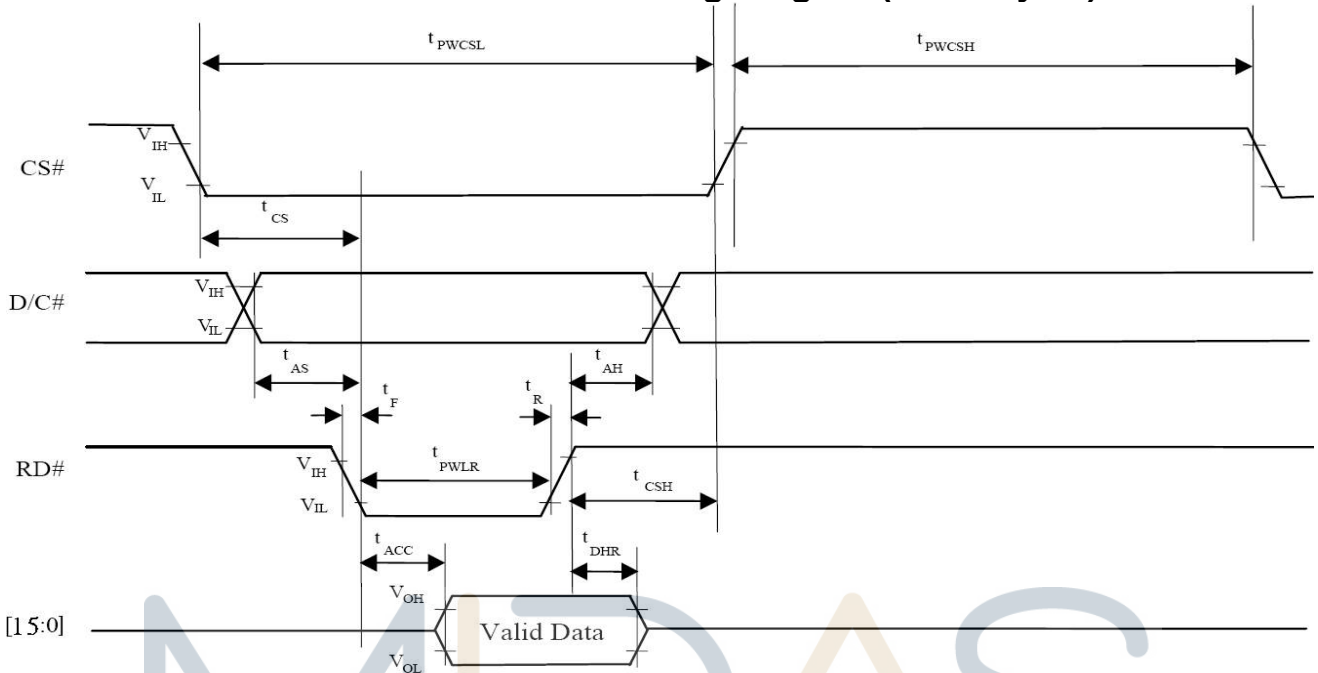 t PWCSL
t PWCSH
CS#
V IH
V IL
t CS
D/C#
V IH
V IL
t AS
t AH
t F
t R
RD#
V IH
V IL
t PWLR
t CSH
t ACC
t DHR
[15:0]
V OH
Valid Data
V OL
MIDAS